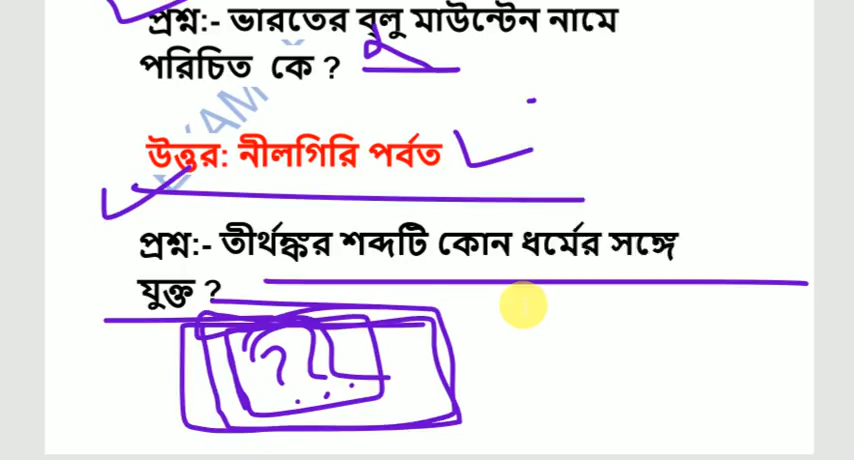 প্রশ্ন:- ভারতের ব্লু মাউন্টেন নামে
পরিচিত কে ?
উত্তর: নীলগিরি পর্বত
প্রশ্ন:- তীর্থঙ্কর শব্দটি কোন ধর্মের সঙ্গে
যুক্ত ?
?